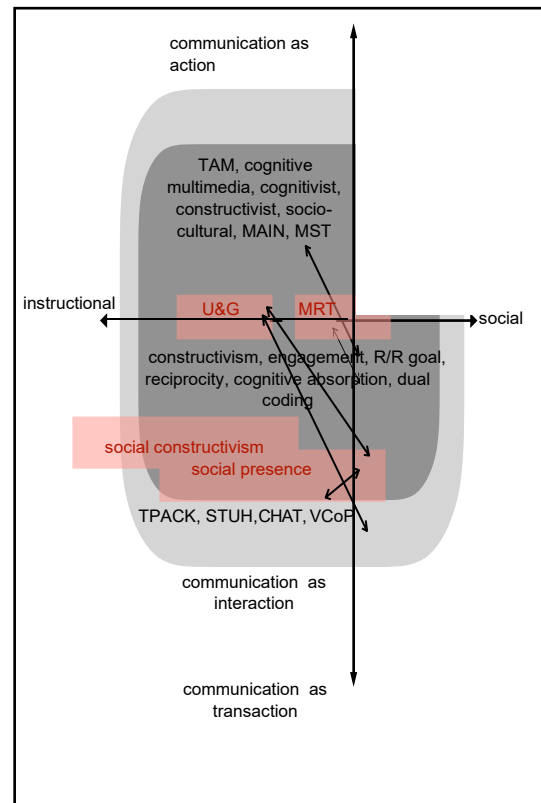 communication as
action
TAM, cognitive
multimedia, cognitivist,
constructivist, socio-
cultural, MAIN, MST
instructional
U&G
MRT
social
constructivism, engagement, R/R goal,
reciprocity, cognitive absorption, dual
coding
social constructivism
social presence
TPACK, STUH,CHAT, VCoP
communication as
interaction
communication as
transaction